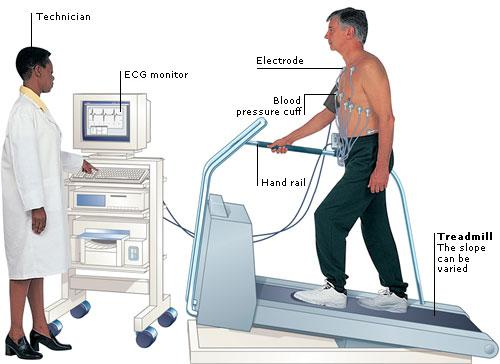 Technician
ECG monitor
Electrode
Blood
pressure cuff
Hand rail
Treadmill
The slope
can be
varied